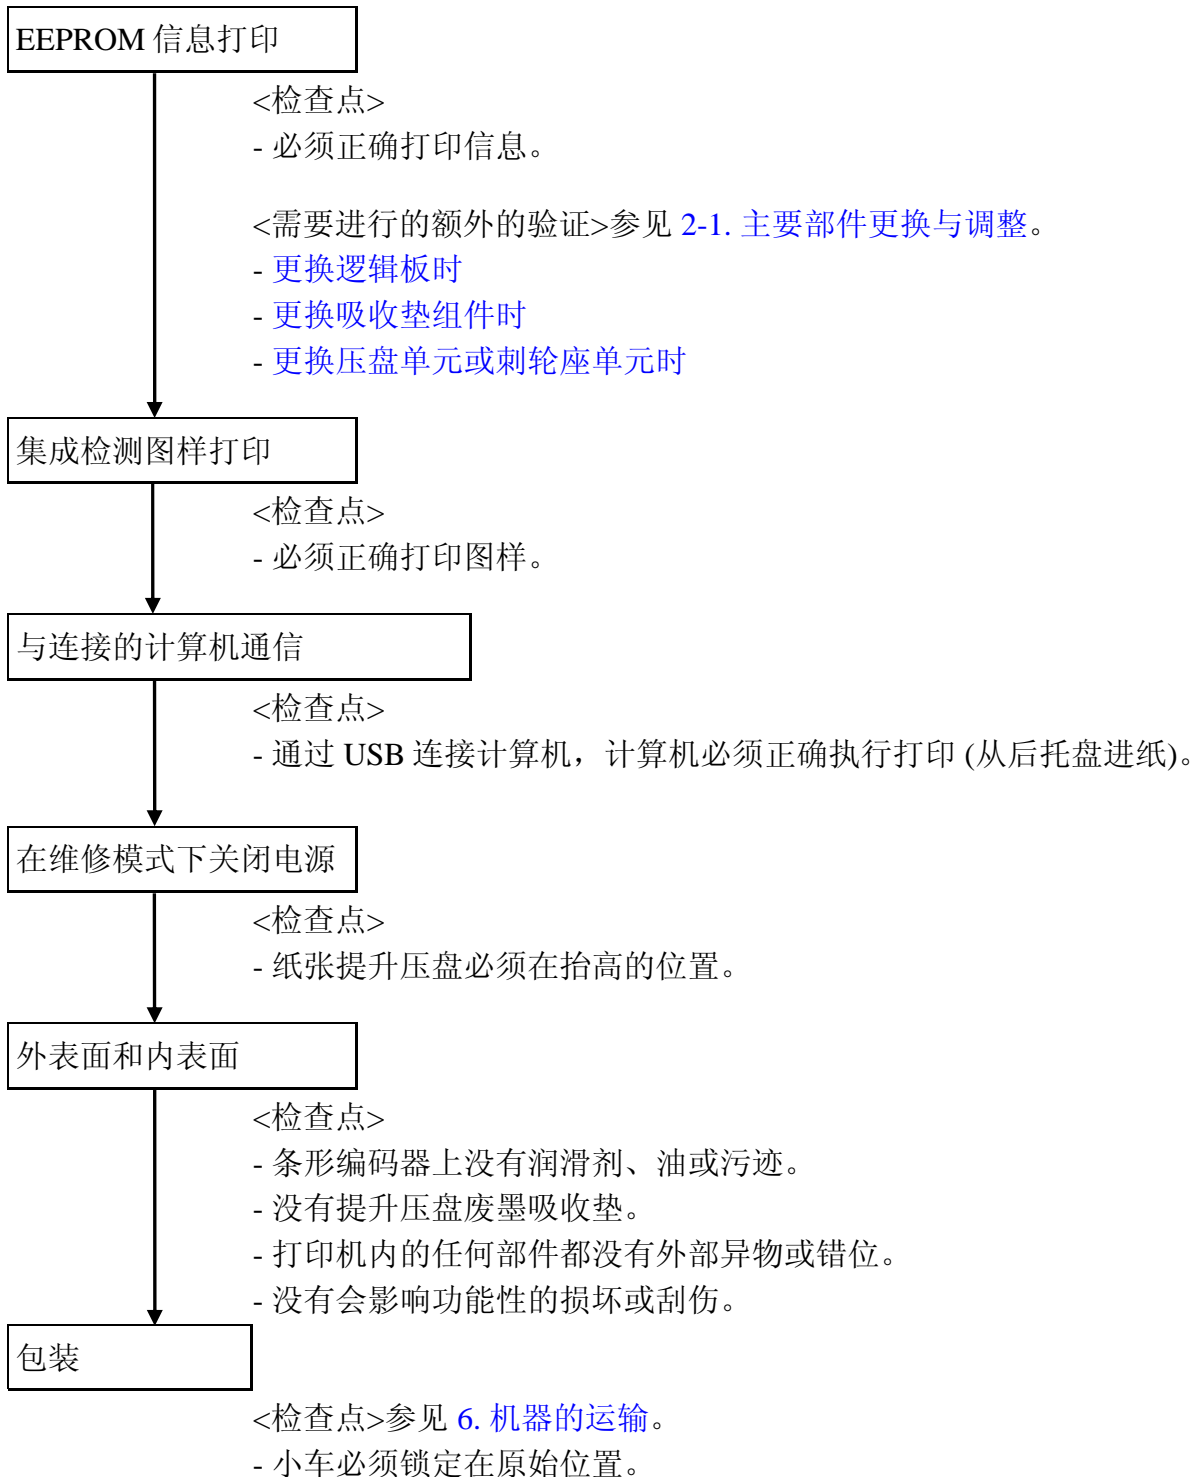 EEPROM 信息打印
<检查点>
- 必须正确打印信息。
<需要进行的额外的验证>参见 2-1. 主要部件更换与调整。
- 更换逻辑板时
- 更换吸收垫组件时
- 更换压盘单元或刺轮座单元时
集成检测图样打印
<检查点>
- 必须正确打印图样。
与连接的计算机通信
<检查点>
- 通过 USB 连接计算机，计算机必须正确执行打印 (从后托盘进纸)。
在维修模式下关闭电源
<检查点>
- 纸张提升压盘必须在抬高的位置。
外表面和内表面
<检查点>
- 条形编码器上没有润滑剂、油或污迹。
- 没有提升压盘废墨吸收垫。
- 打印机内的任何部件都没有外部异物或错位。
- 没有会影响功能性的损坏或刮伤。
包装
<检查点>参见 6. 机器的运输。
- 小车必须锁定在原始位置。